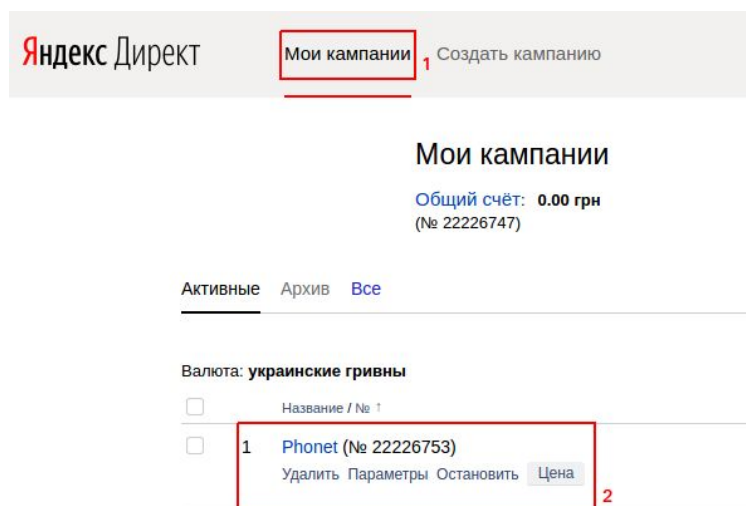 Яндекс Директ Мои кампании 1 Создать кампанию
Мои кампании
Общий счёт: 0.00 грн
(№ 22226747)
Активные Архив Все
Валюта: украинские гривны
Название / № ↑
1 Phonet (№ 22226753)
Удалить Параметры Остановить Цена
2